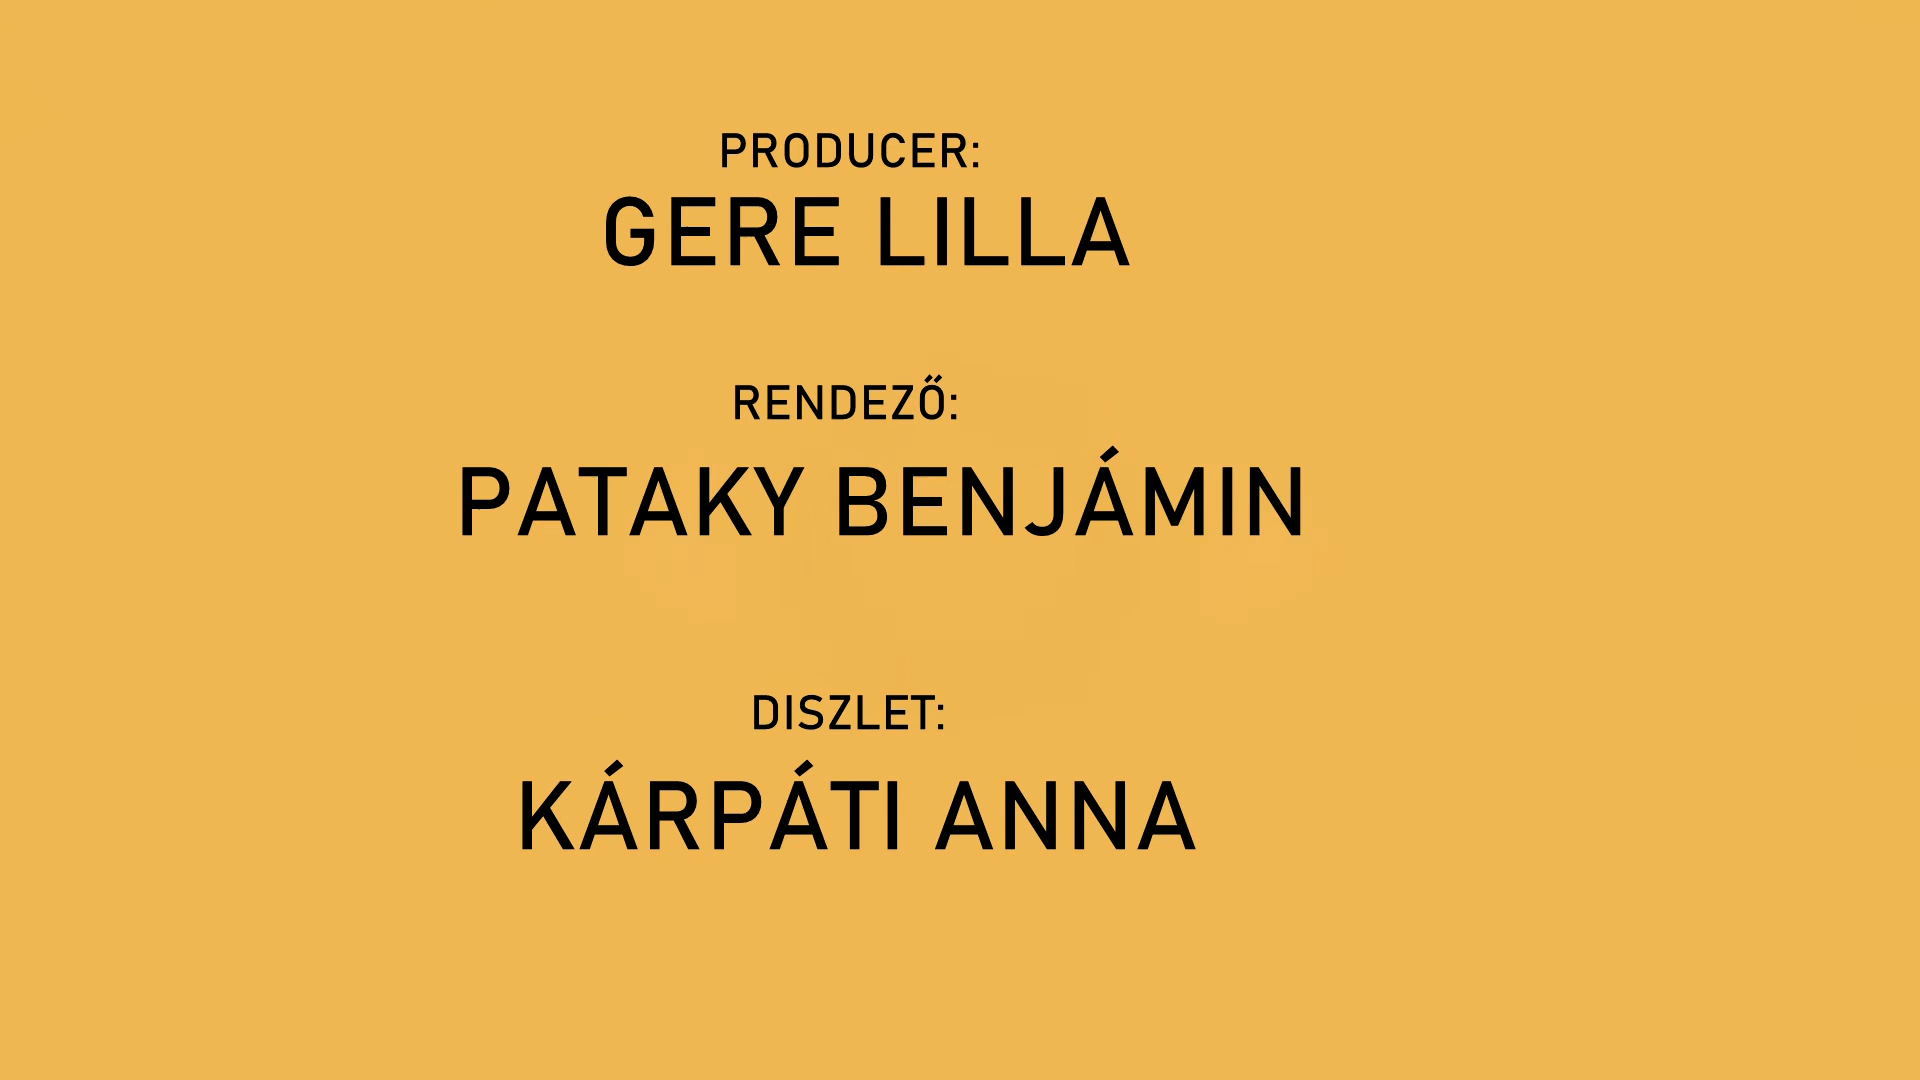 PRODUCER:
GERE LILLA
RENDEZŐ:
PATAKY BENJÁMIN
DISZLET:
KÁRPÁTI ANNA